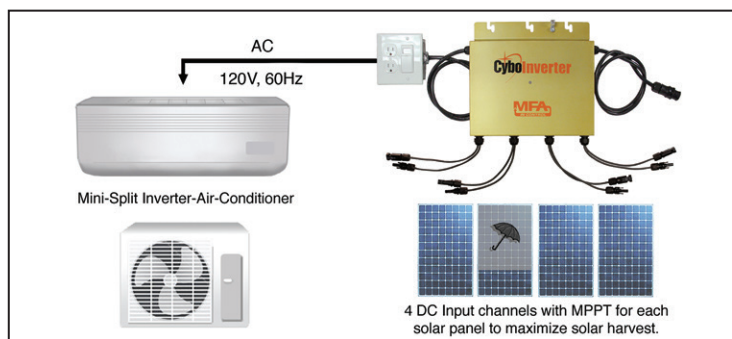 AC
120V, 60Hz
CyboInverter
MFA
Mini-Split Inverter-Air-Conditioner
4 DC Input channels with MPPT for each
solar panel to maximize solar harvest.